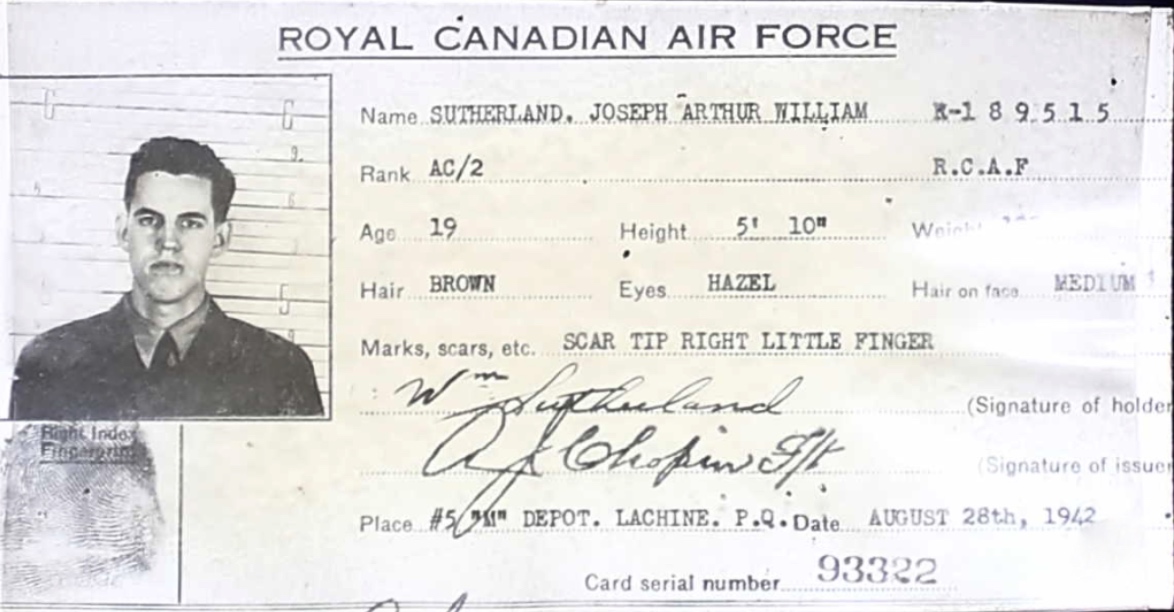 ROYAL CANADIAN AIR FORCE
Name SUTHERLAND, JOSEPH ARTHUR WILLIAM R-189515
Rank AC/2 R.C.A.F
Age 19 Height 5' 10" Weight
Hair BROWN Eyes HAZEL Hair on face MEDIUM
Marks, scars, etc. SCAR TIP RIGHT LITTLE FINGER
Wm Sutherland (Signature of holder
A J Chopin F/Lt (Signature of issuer
Right Index
Fingerprint
Place #5 "M" DEPOT. LACHINE. P.Q. Date AUGUST 28th, 1942
Card serial number 93322